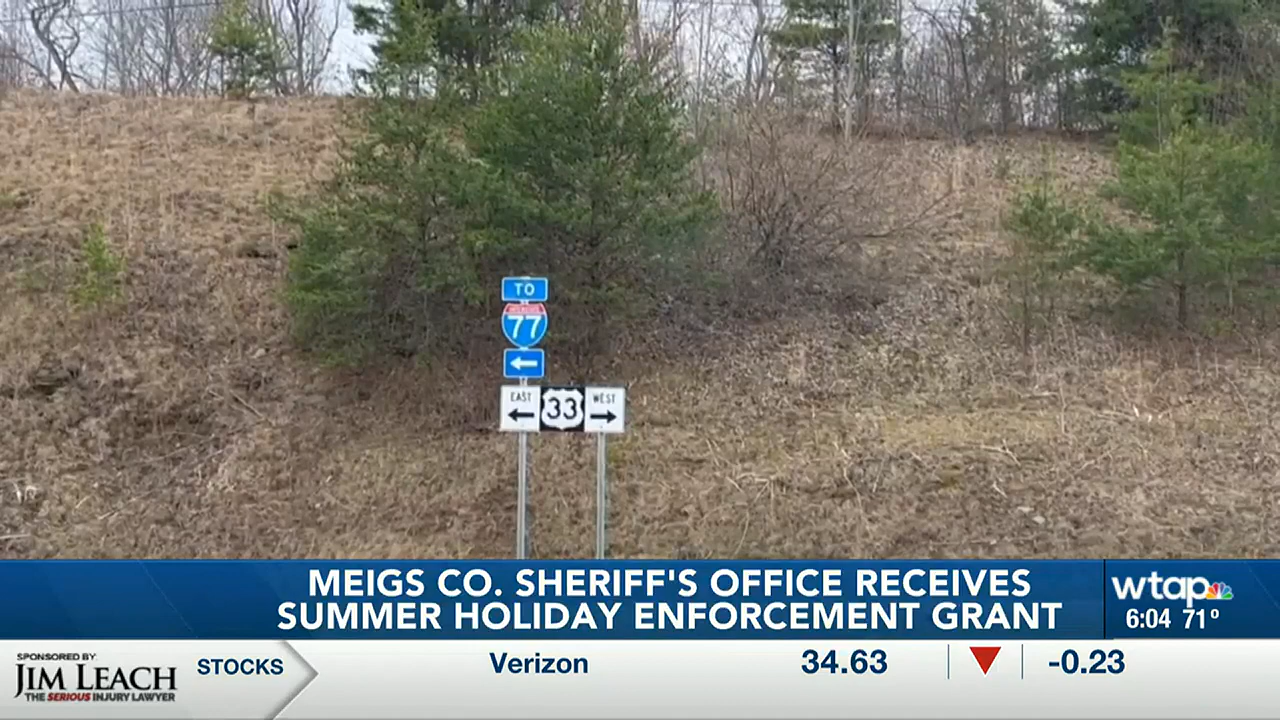 TO
INTERSTATE
77
EAST
33
WEST
MEIGS CO. SHERIFF'S OFFICE RECEIVES
SUMMER HOLIDAY ENFORCEMENT GRANT
wtap
6:04 71°
SPONSORED BY:
JIM LEACH
THE SERIOUS INJURY LAWYER
STOCKS
Verizon
34.63
-0.23